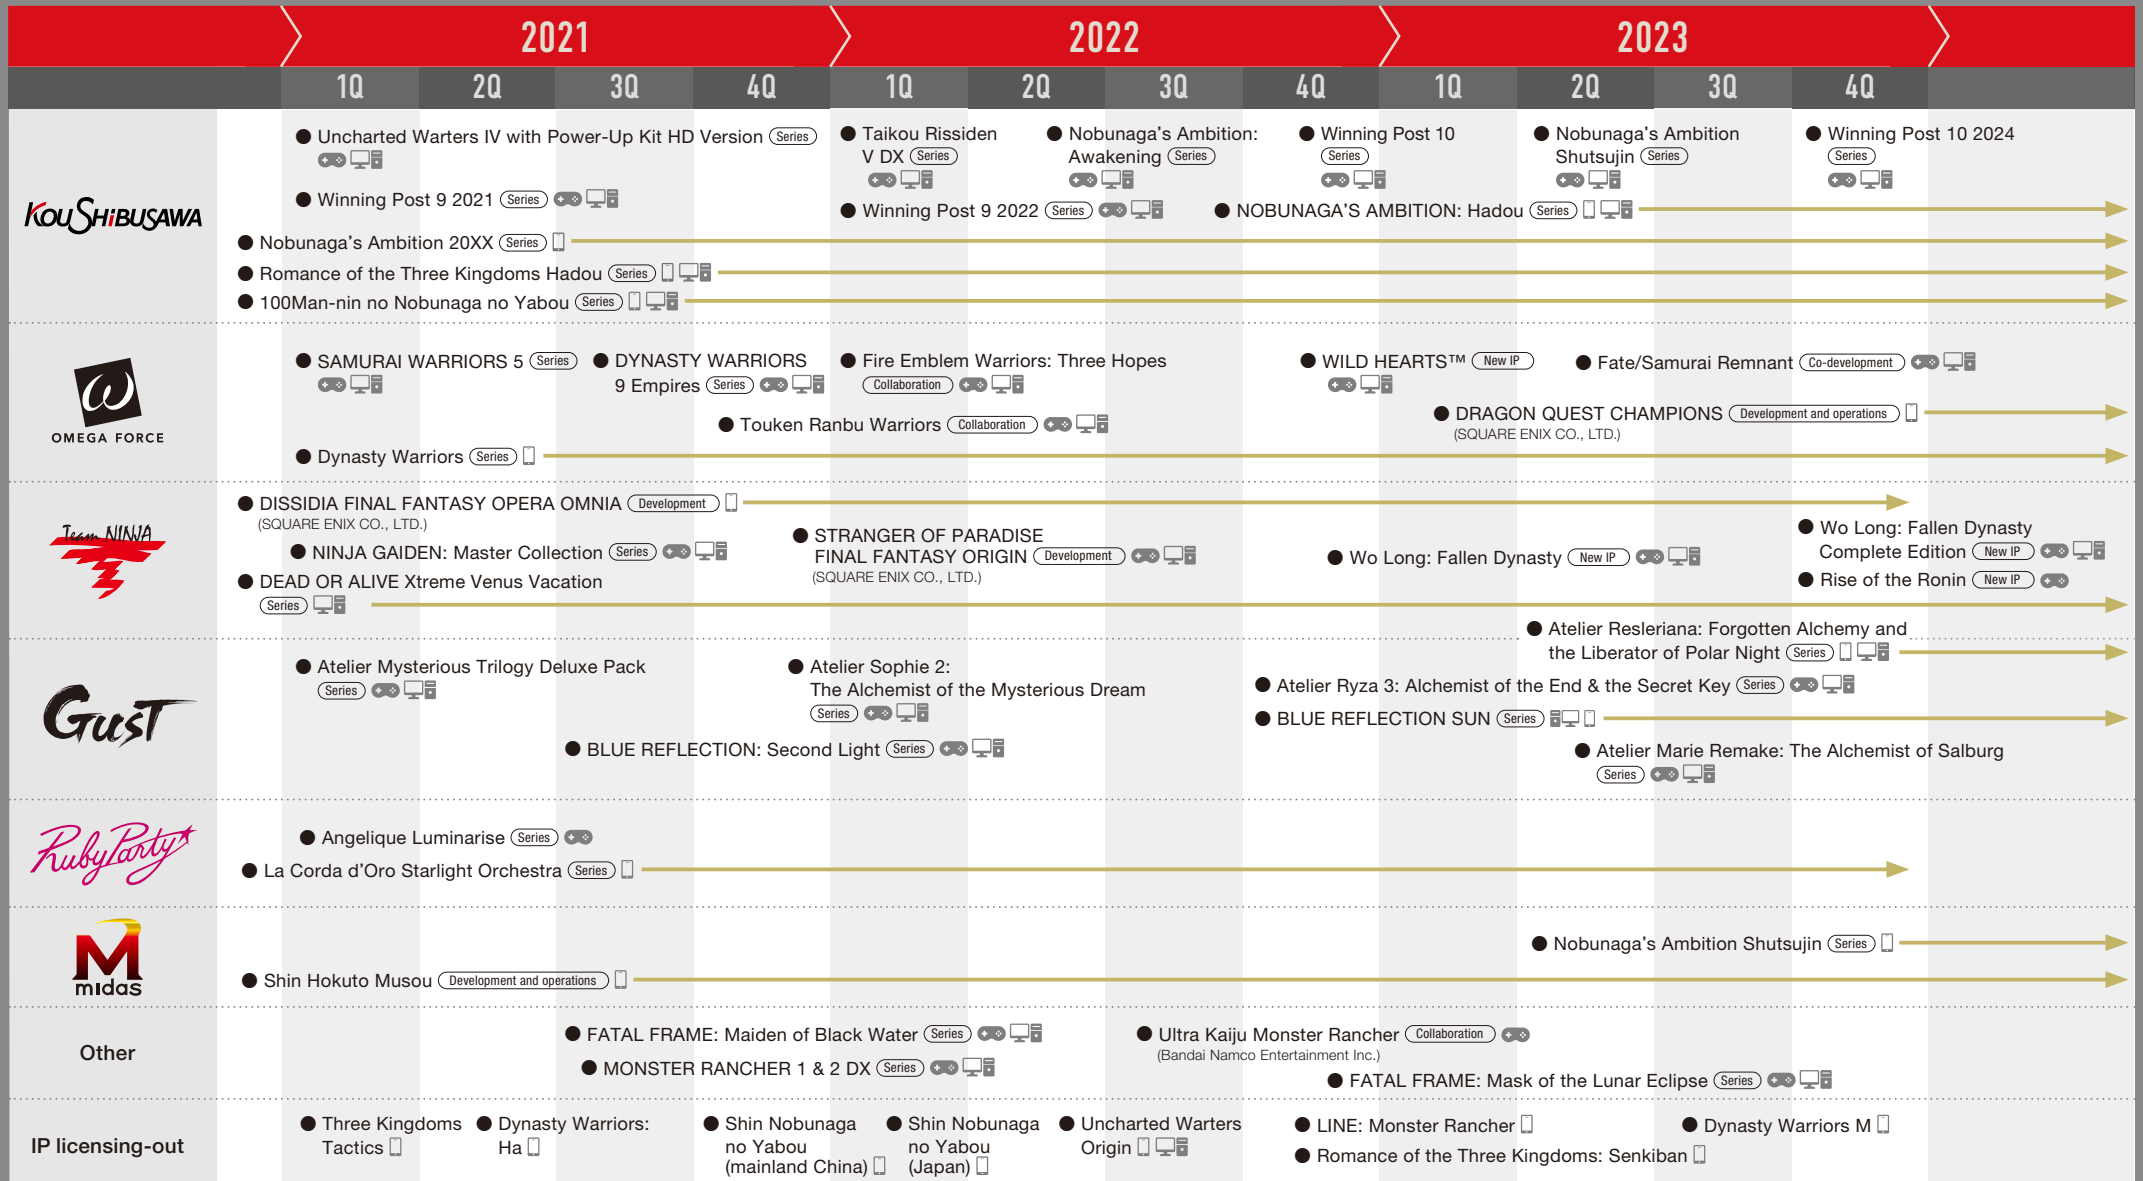 2021 2022 2023
1Q 2Q 3Q 4Q 1Q 2Q 3Q 4Q 1Q 2Q 3Q 4Q
KOU SHiBUSAWA
Uncharted Warters IV with Power-Up Kit HD Version Series
Winning Post 9 2021 Series
Taikou Rissiden
V DX Series
Nobunaga's Ambition:
Awakening Series
Winning Post 10
Series
Nobunaga's Ambition
Shutsujin Series
Winning Post 10 2024
Series
Winning Post 9 2022 Series
NOBUNAGA'S AMBITION: Hadou Series
Nobunaga's Ambition 20XX Series
Romance of the Three Kingdoms Hadou Series
100Man-nin no Nobunaga no Yabou Series
ω
OMEGA FORCE
SAMURAI WARRIORS 5 Series
DYNASTY WARRIORS
9 Empires Series
Fire Emblem Warriors: Three Hopes
Collaboration
WILD HEARTS™ New IP
Fate/Samurai Remnant Co-development
Touken Ranbu Warriors Collaboration
DRAGON QUEST CHAMPIONS Development and operations
(SQUARE ENIX CO., LTD.)
Dynasty Warriors Series
Team NINJA
DISSIDIA FINAL FANTASY OPERA OMNIA Development
(SQUARE ENIX CO., LTD.)
NINJA GAIDEN: Master Collection Series
STRANGER OF PARADISE
FINAL FANTASY ORIGIN Development
(SQUARE ENIX CO., LTD.)
Wo Long: Fallen Dynasty New IP
Wo Long: Fallen Dynasty
Complete Edition New IP
Rise of the Ronin New IP
DEAD OR ALIVE Xtreme Venus Vacation
Series
GusT
Atelier Resleriana: Forgotten Alchemy and
the Liberator of Polar Night Series
Atelier Mysterious Trilogy Deluxe Pack
Series
Atelier Sophie 2:
The Alchemist of the Mysterious Dream
Series
Atelier Ryza 3: Alchemist of the End & the Secret Key Series
BLUE REFLECTION SUN Series
BLUE REFLECTION: Second Light Series
Atelier Marie Remake: The Alchemist of Salburg
Series
RubyParty
Angelique Luminarise Series
La Corda d'Oro Starlight Orchestra Series
M
midas
Nobunaga's Ambition Shutsujin Series
Shin Hokuto Musou Development and operations
Other
FATAL FRAME: Maiden of Black Water Series
Ultra Kaiju Monster Rancher Collaboration
(Bandai Namco Entertainment Inc.)
MONSTER RANCHER 1 & 2 DX Series
FATAL FRAME: Mask of the Lunar Eclipse Series
IP licensing-out
Three Kingdoms
Tactics
Dynasty Warriors:
Ha
Shin Nobunaga
no Yabou
(mainland China)
Shin Nobunaga
no Yabou
(Japan)
Uncharted Warters
Origin
LINE: Monster Rancher
Romance of the Three Kingdoms: Senkiban
Dynasty Warriors M